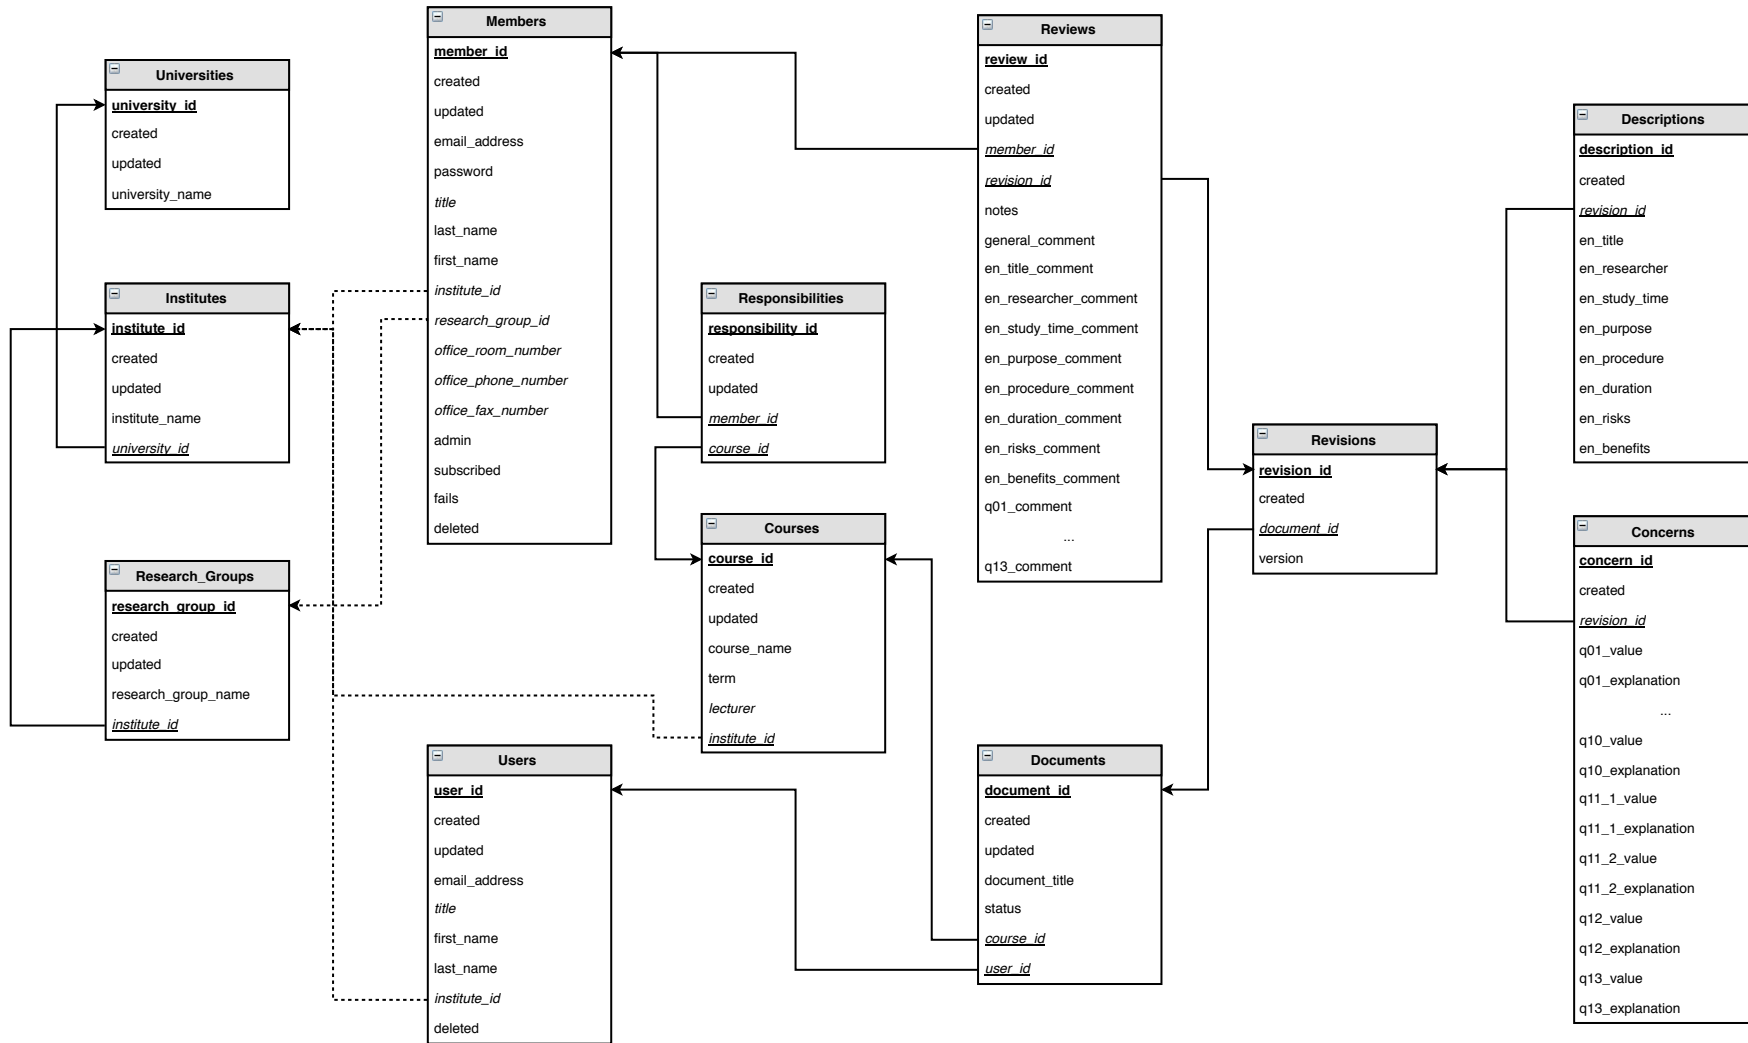 Universities
university_id
created
updated
university_name
Institutes
institute_id
created
updated
institute_name
university_id
Research_Groups
research_group_id
created
updated
research_group_name
institute_id
Members
member_id
created
updated
email_address
password
title
last_name
first_name
institute_id
research_group_id
office_room_number
office_phone_number
office_fax_number
admin
subscribed
fails
deleted
Users
user_id
created
updated
email_address
title
first_name
last_name
institute_id
deleted
Responsibilities
responsibility_id
created
updated
member_id
course_id
Courses
course_id
created
updated
course_name
term
lecturer
institute_id
Reviews
review_id
created
updated
member_id
revision_id
notes
general_comment
en_title_comment
en_researcher_comment
en_study_time_comment
en_purpose_comment
en_procedure_comment
en_duration_comment
en_risks_comment
en_benefits_comment
q01_comment
...
q13_comment
Documents
document_id
created
updated
document_title
status
course_id
user_id
Revisions
revision_id
created
document_id
version
Descriptions
description_id
created
revision_id
en_title
en_researcher
en_study_time
en_purpose
en_procedure
en_duration
en_risks
en_benefits
Concerns
concern_id
created
revision_id
q01_value
q01_explanation
...
q10_value
q10_explanation
q11_1_value
q11_1_explanation
q11_2_value
q11_2_explanation
q12_value
q12_explanation
q13_value
q13_explanation